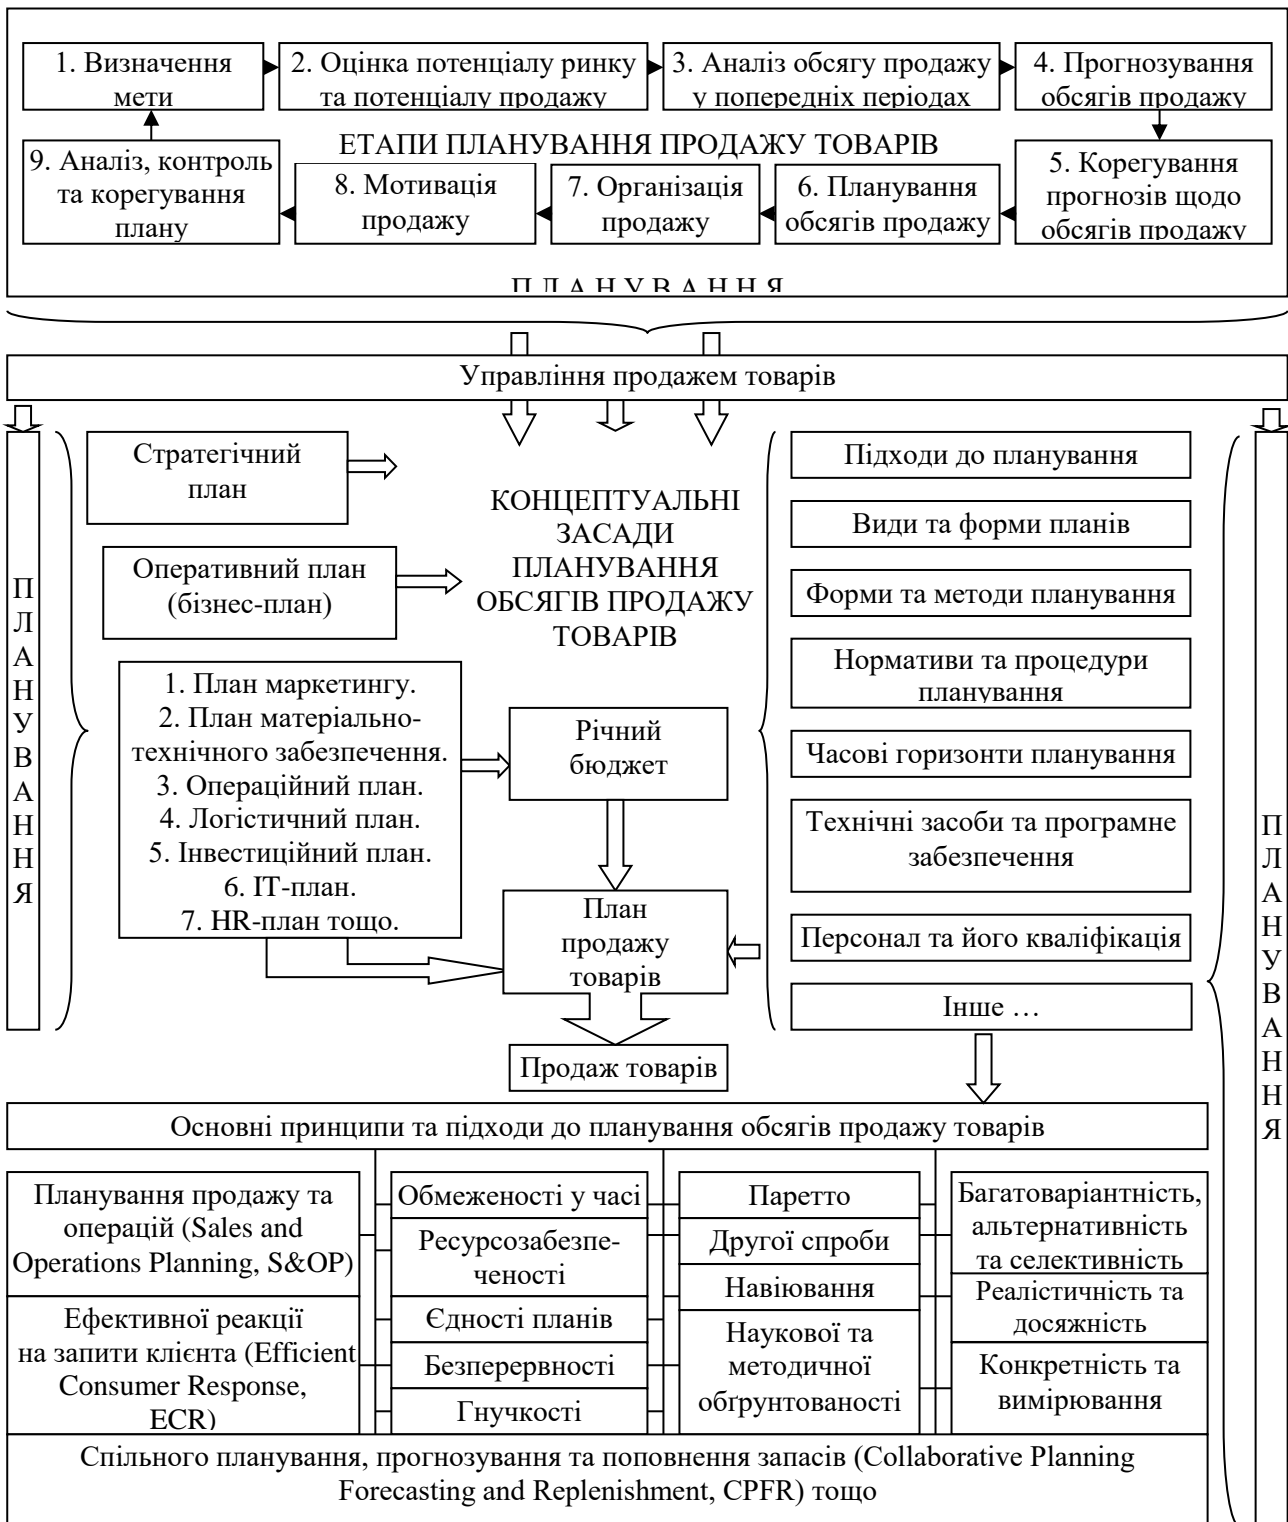 1. Визначення
мети
2. Оцінка потенціалу ринку
та потенціалу продажу
3. Аналіз обсягу продажу
у попередніх періодах
4. Прогнозування
обсягів продажу
ЕТАПИ ПЛАНУВАННЯ ПРОДАЖУ ТОВАРІВ
9. Аналіз, контроль
та корегування
плану
8. Мотивація
продажу
7. Організація
продажу
6. Планування
обсягів продажу
5. Корегування
прогнозів щодо
обсягів продажу
П Л А Н У В А Н Н Я
Управління продажем товарів
П
Л
А
Н
У
В
А
Н
Н
Я
Стратегічний
план
Оперативний план
(бізнес-план)
1. План маркетингу.
2. План матеріально-
технічного забезпечення.
3. Операційний план.
4. Логістичний план.
5. Інвестиційний план.
6. ІТ-план.
7. HR-план тощо.
КОНЦЕПТУАЛЬНІ
ЗАСАДИ
ПЛАНУВАННЯ
ОБСЯГІВ ПРОДАЖУ
ТОВАРІВ
Річний
бюджет
План
продажу
товарів
Продаж товарів
Підходи до планування
Види та форми планів
Форми та методи планування
Нормативи та процедури
планування
Часові горизонти планування
Технічні засоби та програмне
забезпечення
Персонал та його кваліфікація
Інше …
П
Л
А
Н
У
В
А
Н
Н
Я
Основні принципи та підходи до планування обсягів продажу товарів
Планування продажу та
операцій (Sales and
Operations Planning, S&OP)
Ефективної реакції
на запити клієнта (Efficient
Consumer Response,
ECR)
Обмеженості у часі
Ресурсозабезпе-
ченості
Єдності планів
Безперервності
Гнучкості
Паретто
Другої спроби
Навіювання
Наукової та
методичної
обґрунтованості
Багатоваріантність,
альтернативність
та селективність
Реалістичність та
досяжність
Конкретність та
вимірювання
Спільного планування, прогнозування та поповнення запасів (Collaborative Planning
Forecasting and Replenishment, CPFR) тощо